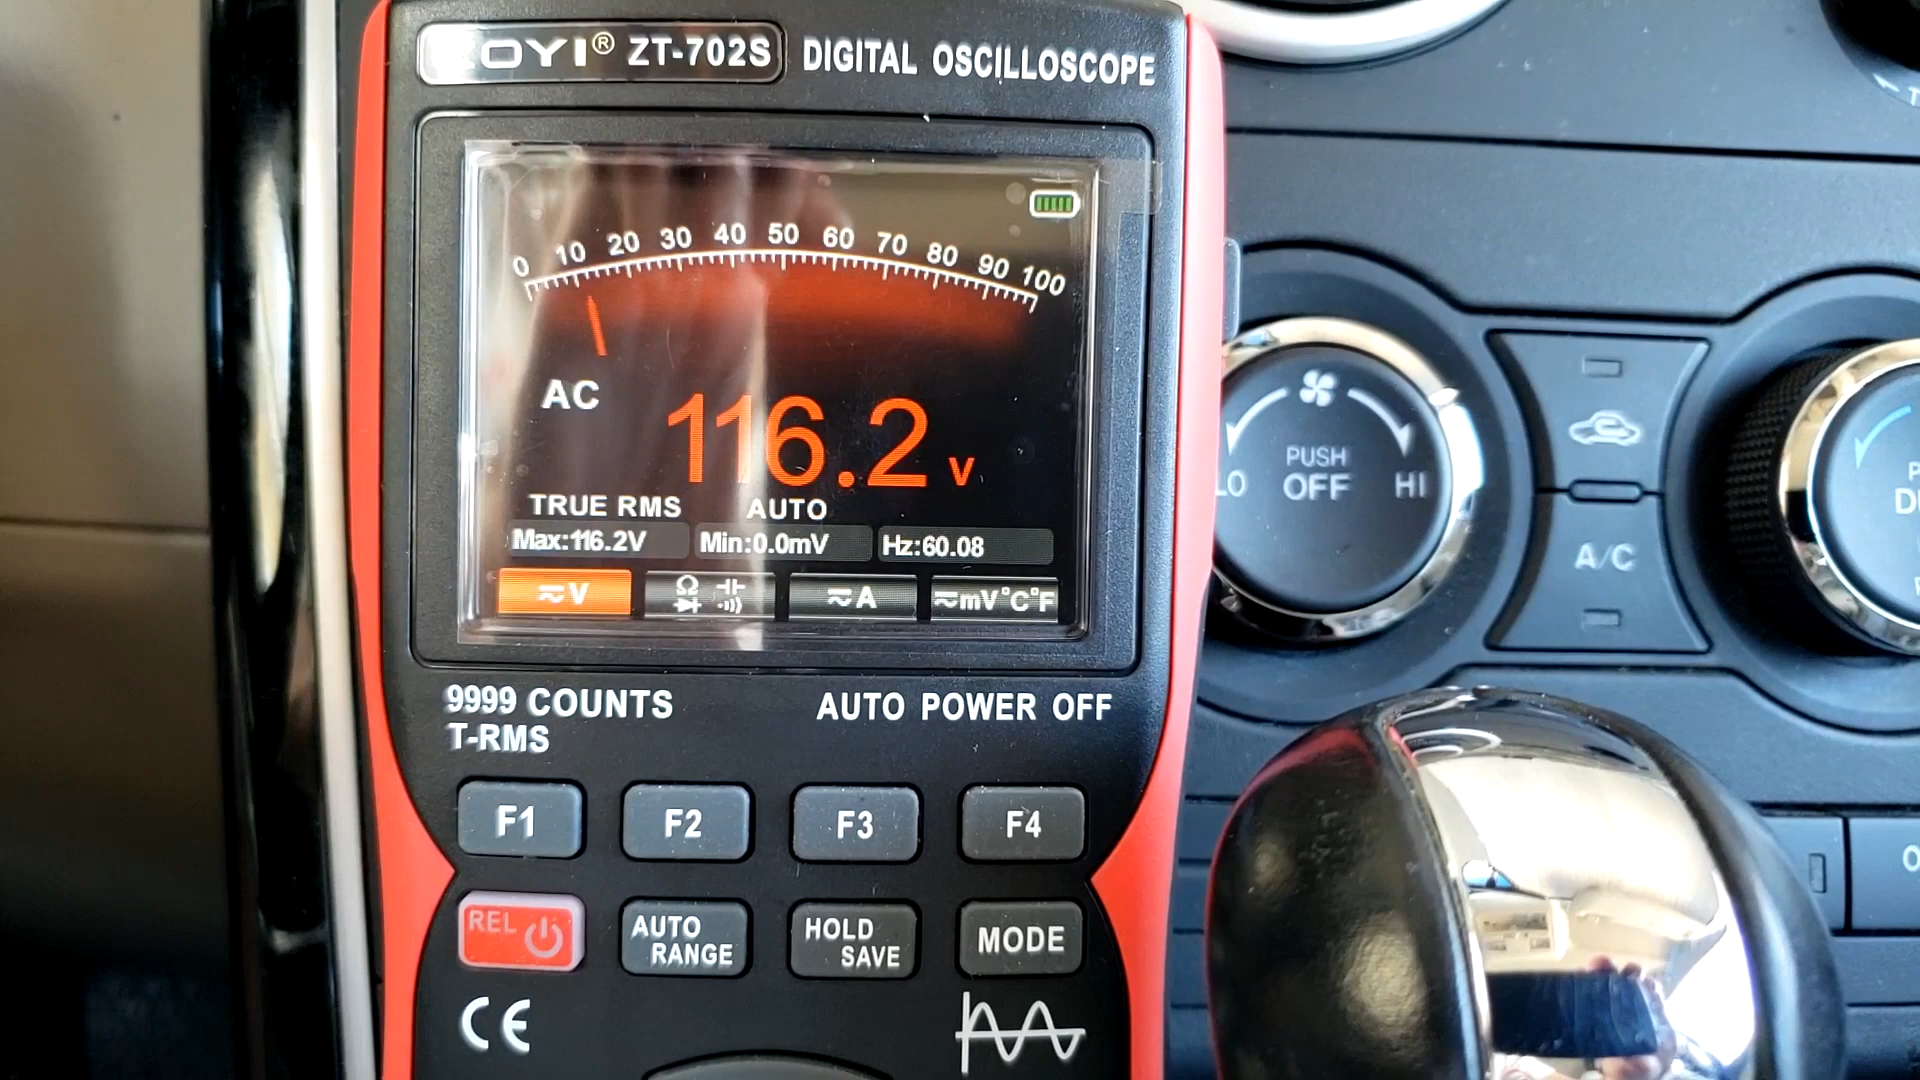 ZOYI® ZT-702S DIGITAL OSCILLOSCOPE
0 10 20 30 40 50 60 70 80 90 100
AC
116.2 V
TRUE RMS AUTO
Max:116.2V Min:0.0mV Hz:60.08
≂V Ω ≂A ≂mV°C°F
9999 COUNTS AUTO POWER OFF
T-RMS
F1 F2 F3 F4
REL AUTO RANGE HOLD SAVE MODE
CE
PUSH
OFF
LO HI
A/C